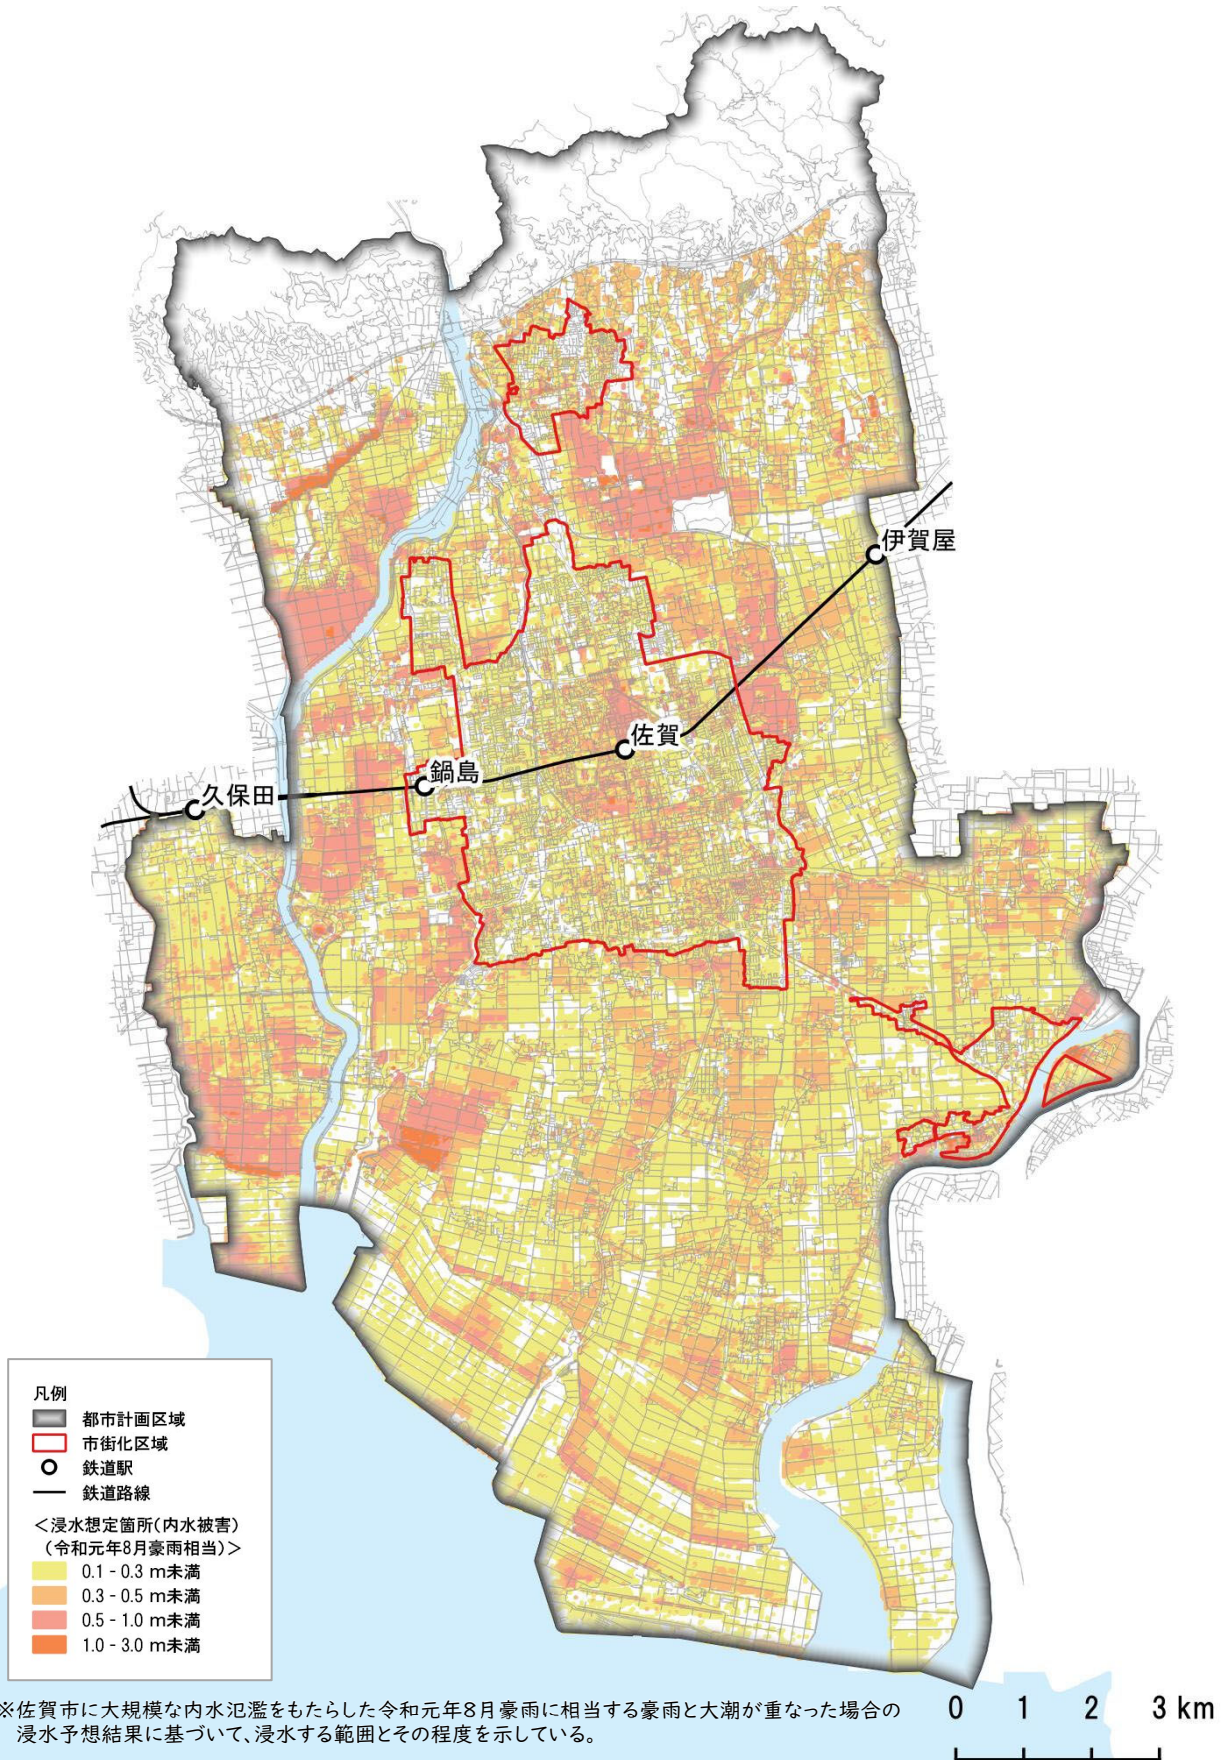 伊賀屋
佐賀
鍋島
久保田
凡例
都市計画区域
市街化区域
鉄道駅
鉄道路線
＜浸水想定箇所(内水被害)
（令和元年8月豪雨相当)＞
0.1 - 0.3 m未満
0.3 - 0.5 m未満
0.5 - 1.0 m未満
1.0 - 3.0 m未満
※佐賀市に大規模な内水氾濫をもたらした令和元年8月豪雨に相当する豪雨と大潮が重なった場合の
浸水予想結果に基づいて、浸水する範囲とその程度を示している。
0 1 2 3 km